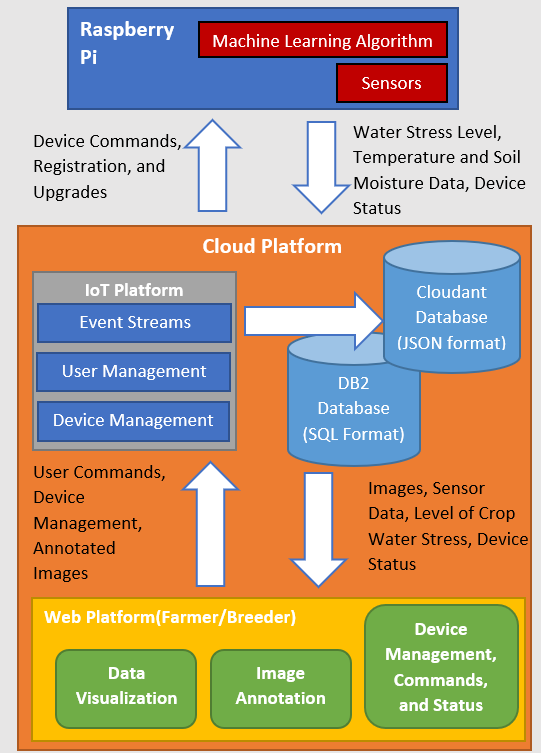 Raspberry
Pi
Machine Learning Algorithm
Sensors
Device Commands,
Registration, and
Upgrades
Water Stress Level,
Temperature and Soil
Moisture Data, Device
Status
Cloud Platform
IoT Platform
Event Streams
User Management
Device Management
Cloudant
Database
(JSON format)
DB2
Database
(SQL Format)
User Commands,
Device
Management,
Annotated
Images
Images, Sensor
Data, Level of Crop
Water Stress, Device
Status
Web Platform(Farmer/Breeder)
Data
Visualization
Image
Annotation
Device
Management,
Commands,
and Status